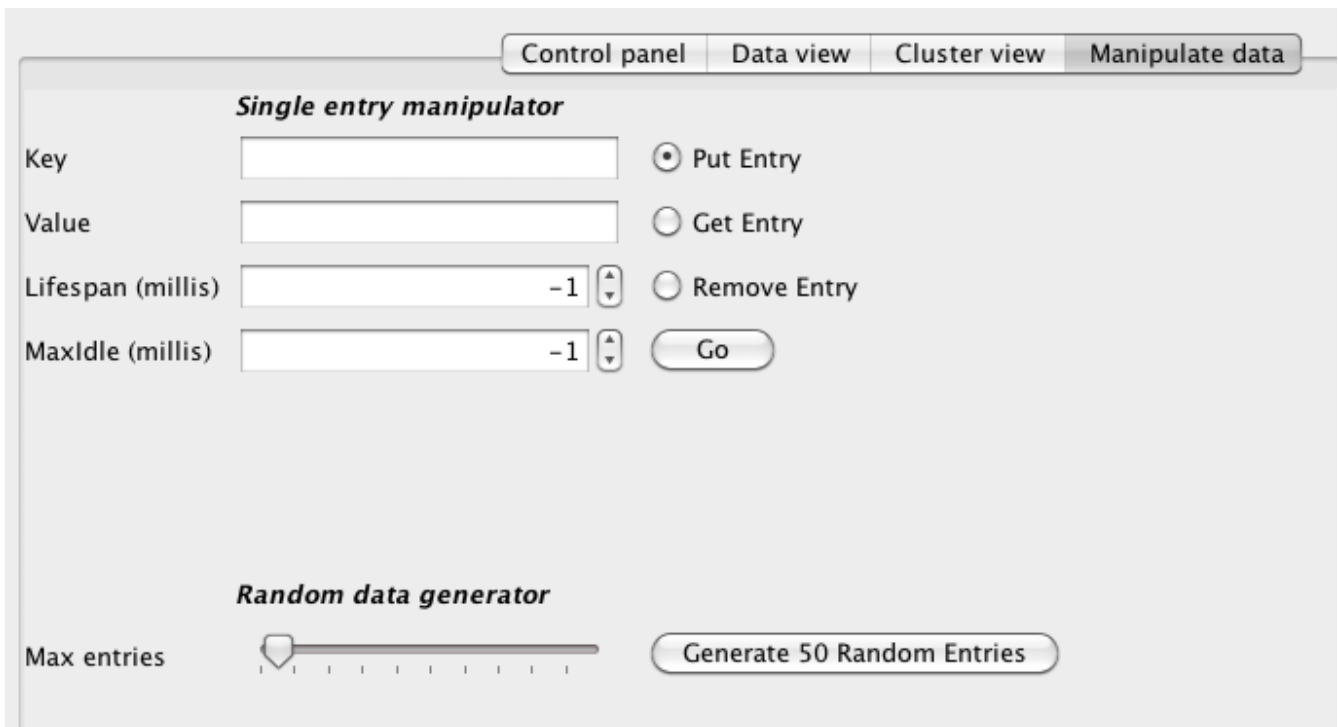 Control panel Data view Cluster view Manipulate data
Single entry manipulator
Key Put Entry
Value Get Entry
Lifespan (millis) -1 Remove Entry
MaxIdle (millis) -1 Go
Random data generator
Max entries Generate 50 Random Entries